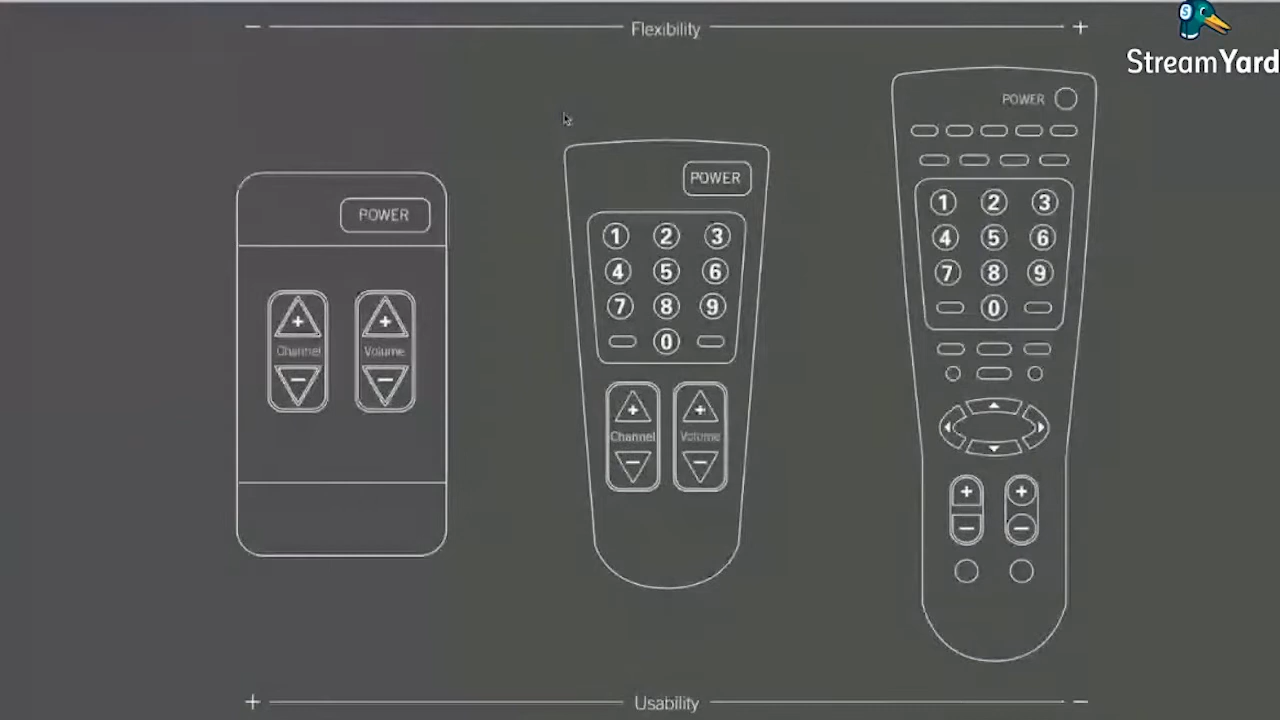 − Flexibility +
StreamYard
POWER
+ +
Channel Volume
− −
POWER
1 2 3
4 5 6
7 8 9
0
+ +
Channel Volume
− −
POWER
1 2 3
4 5 6
7 8 9
0
+ +
− −
+ Usability −